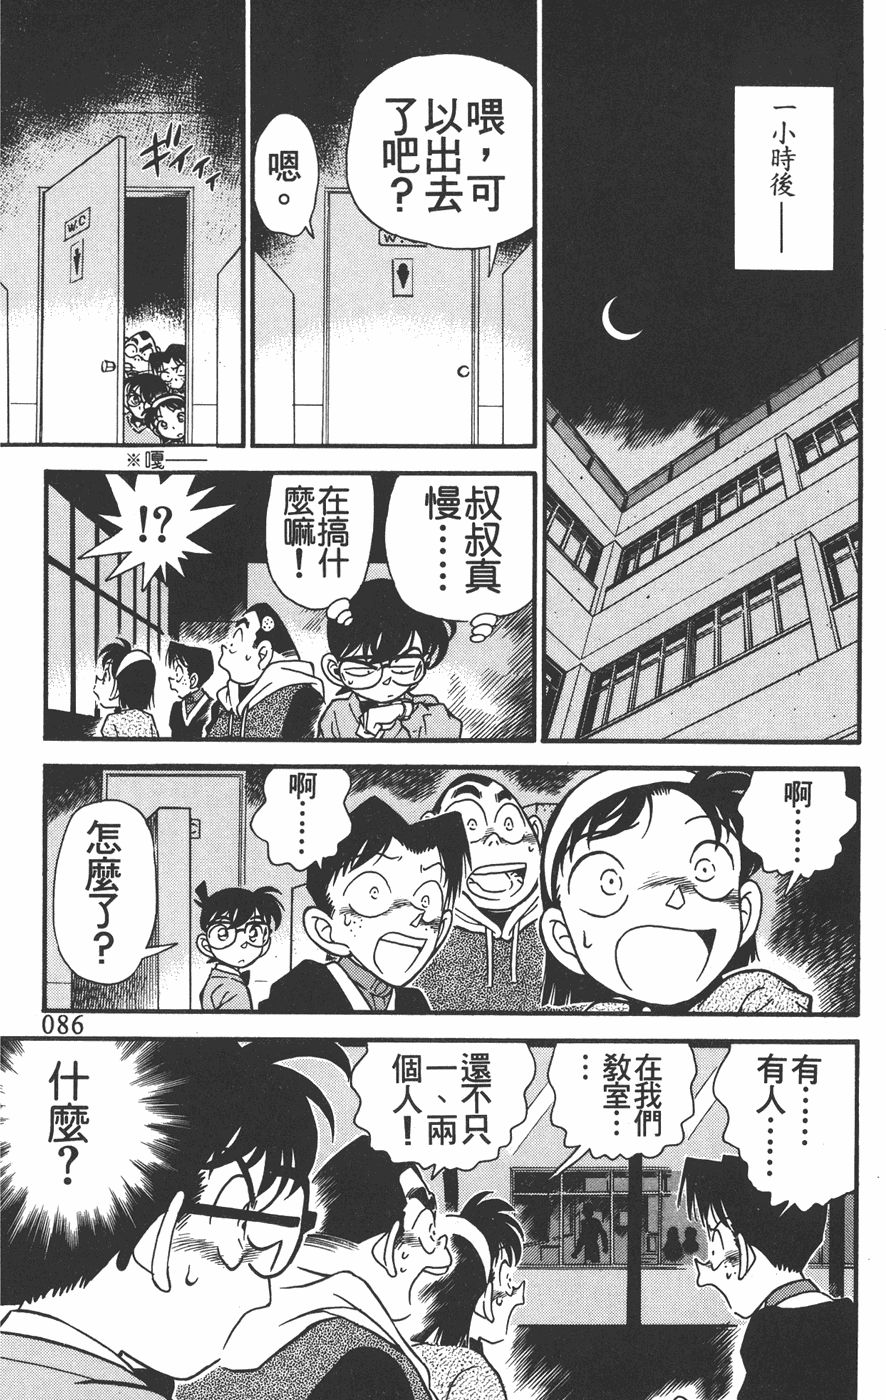 一小時後——
喂，可
以出去
了吧？
嗯。
W.C
ギイイイ
W.C
※嘎——
叔叔真
慢……
在搞什
麼嘛！
!?
啊……
啊……
怎麼了？
086
有……
有人……
在我們
教室…
…
還不只
一、兩
個人！
什麼？